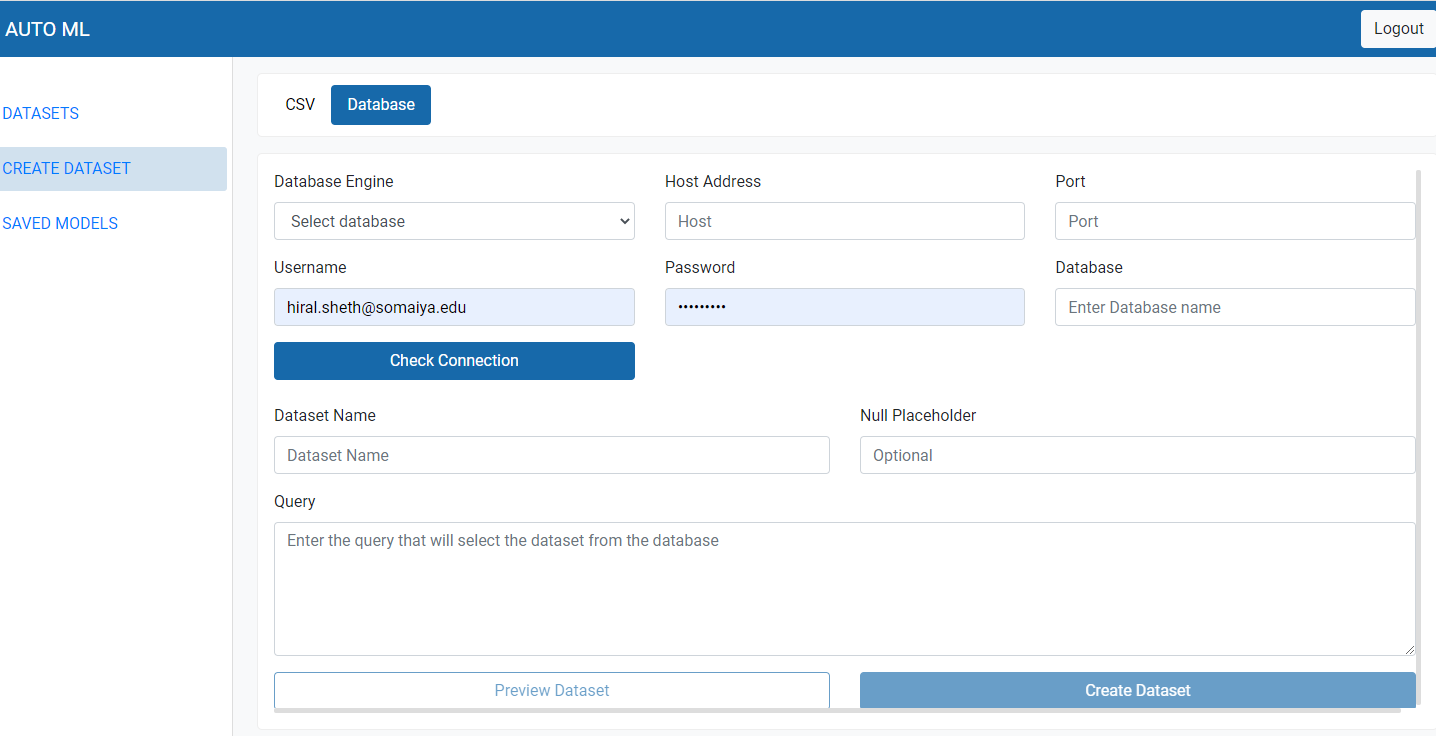 AUTO ML
Logout
DATASETS
CREATE DATASET
SAVED MODELS
CSV
Database
Database Engine
Host Address
Port
Select database
Host
Port
Username
Password
Database
hiral.sheth@somaiya.edu
•••••••••
Enter Database name
Check Connection
Dataset Name
Null Placeholder
Dataset Name
Optional
Query
Enter the query that will select the dataset from the database
Preview Dataset
Create Dataset